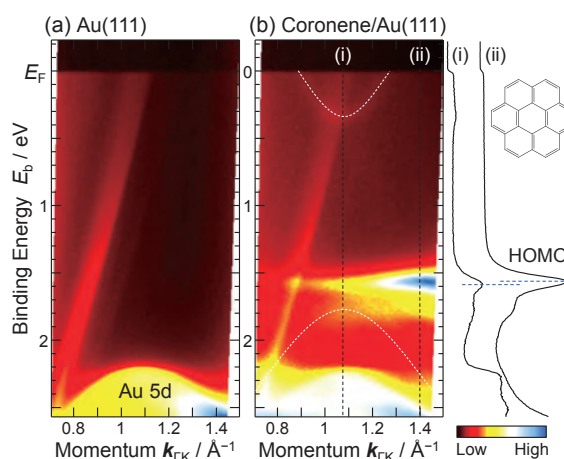 (a) Au(111)
(b) Coronene/Au(111)
E_F
0
1
2
Binding Energy E_b / eV
(i)
(ii)
(i)
(ii)
HOMO
Au 5d
0.8 1 1.2 1.4
0.8 1 1.2 1.4
Momentum k_ΓK / Å⁻¹
Momentum k_ΓK / Å⁻¹
Low High